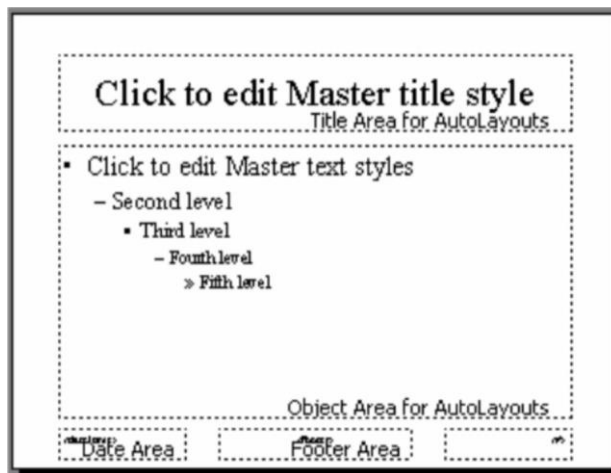 Click to edit Master title style
Title Area for AutoLayouts
▪ Click to edit Master text styles
– Second level
▪ Third level
– Fourth level
» Fifth level
Object Area for AutoLayouts
Date Area
Footer Area